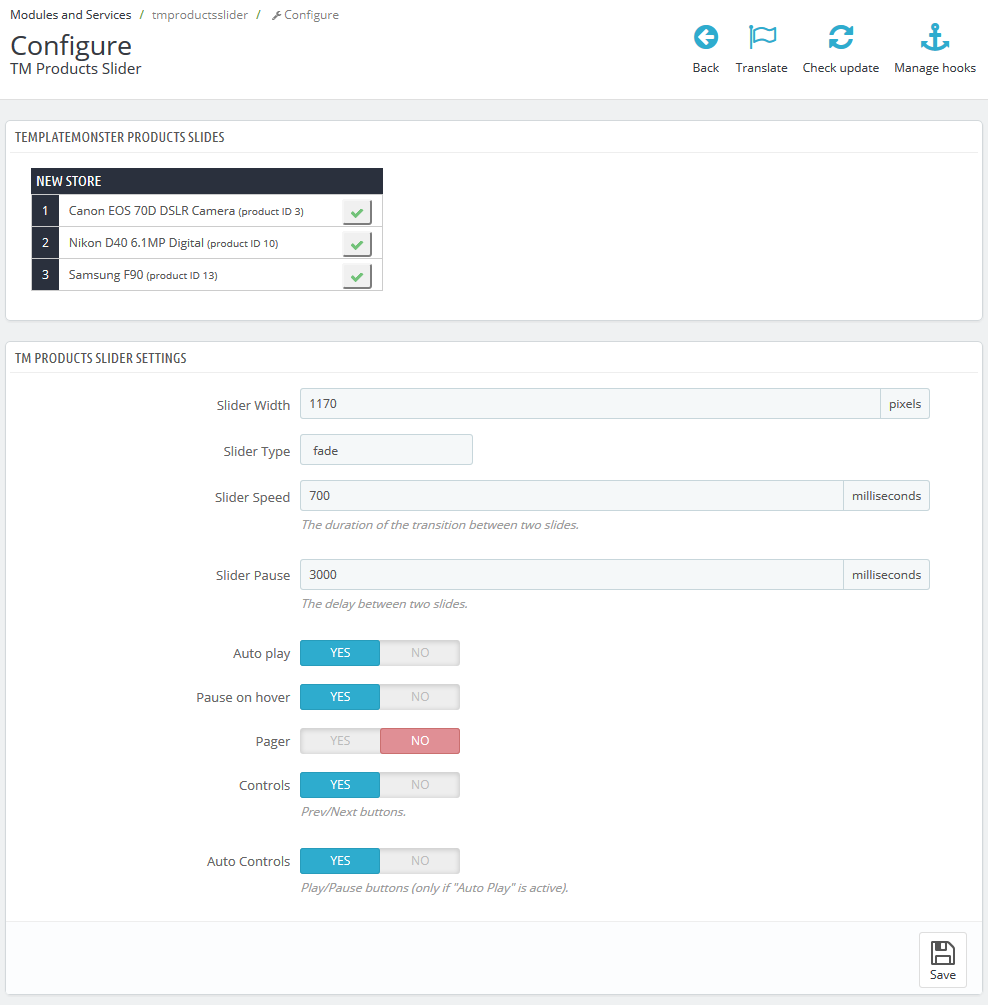 Modules and Services / tmproductsslider / Configure
Configure
TM Products Slider
Back Translate Check update Manage hooks
TEMPLATEMONSTER PRODUCTS SLIDES
NEW STORE
1 Canon EOS 70D DSLR Camera (product ID 3)
2 Nikon D40 6.1MP Digital (product ID 10)
3 Samsung F90 (product ID 13)
TM PRODUCTS SLIDER SETTINGS
Slider Width 1170 pixels
Slider Type fade
Slider Speed 700 milliseconds
The duration of the transition between two slides.
Slider Pause 3000 milliseconds
The delay between two slides.
Auto play YES NO
Pause on hover YES NO
Pager YES NO
Controls YES NO
Prev/Next buttons.
Auto Controls YES NO
Play/Pause buttons (only if "Auto Play" is active).
Save